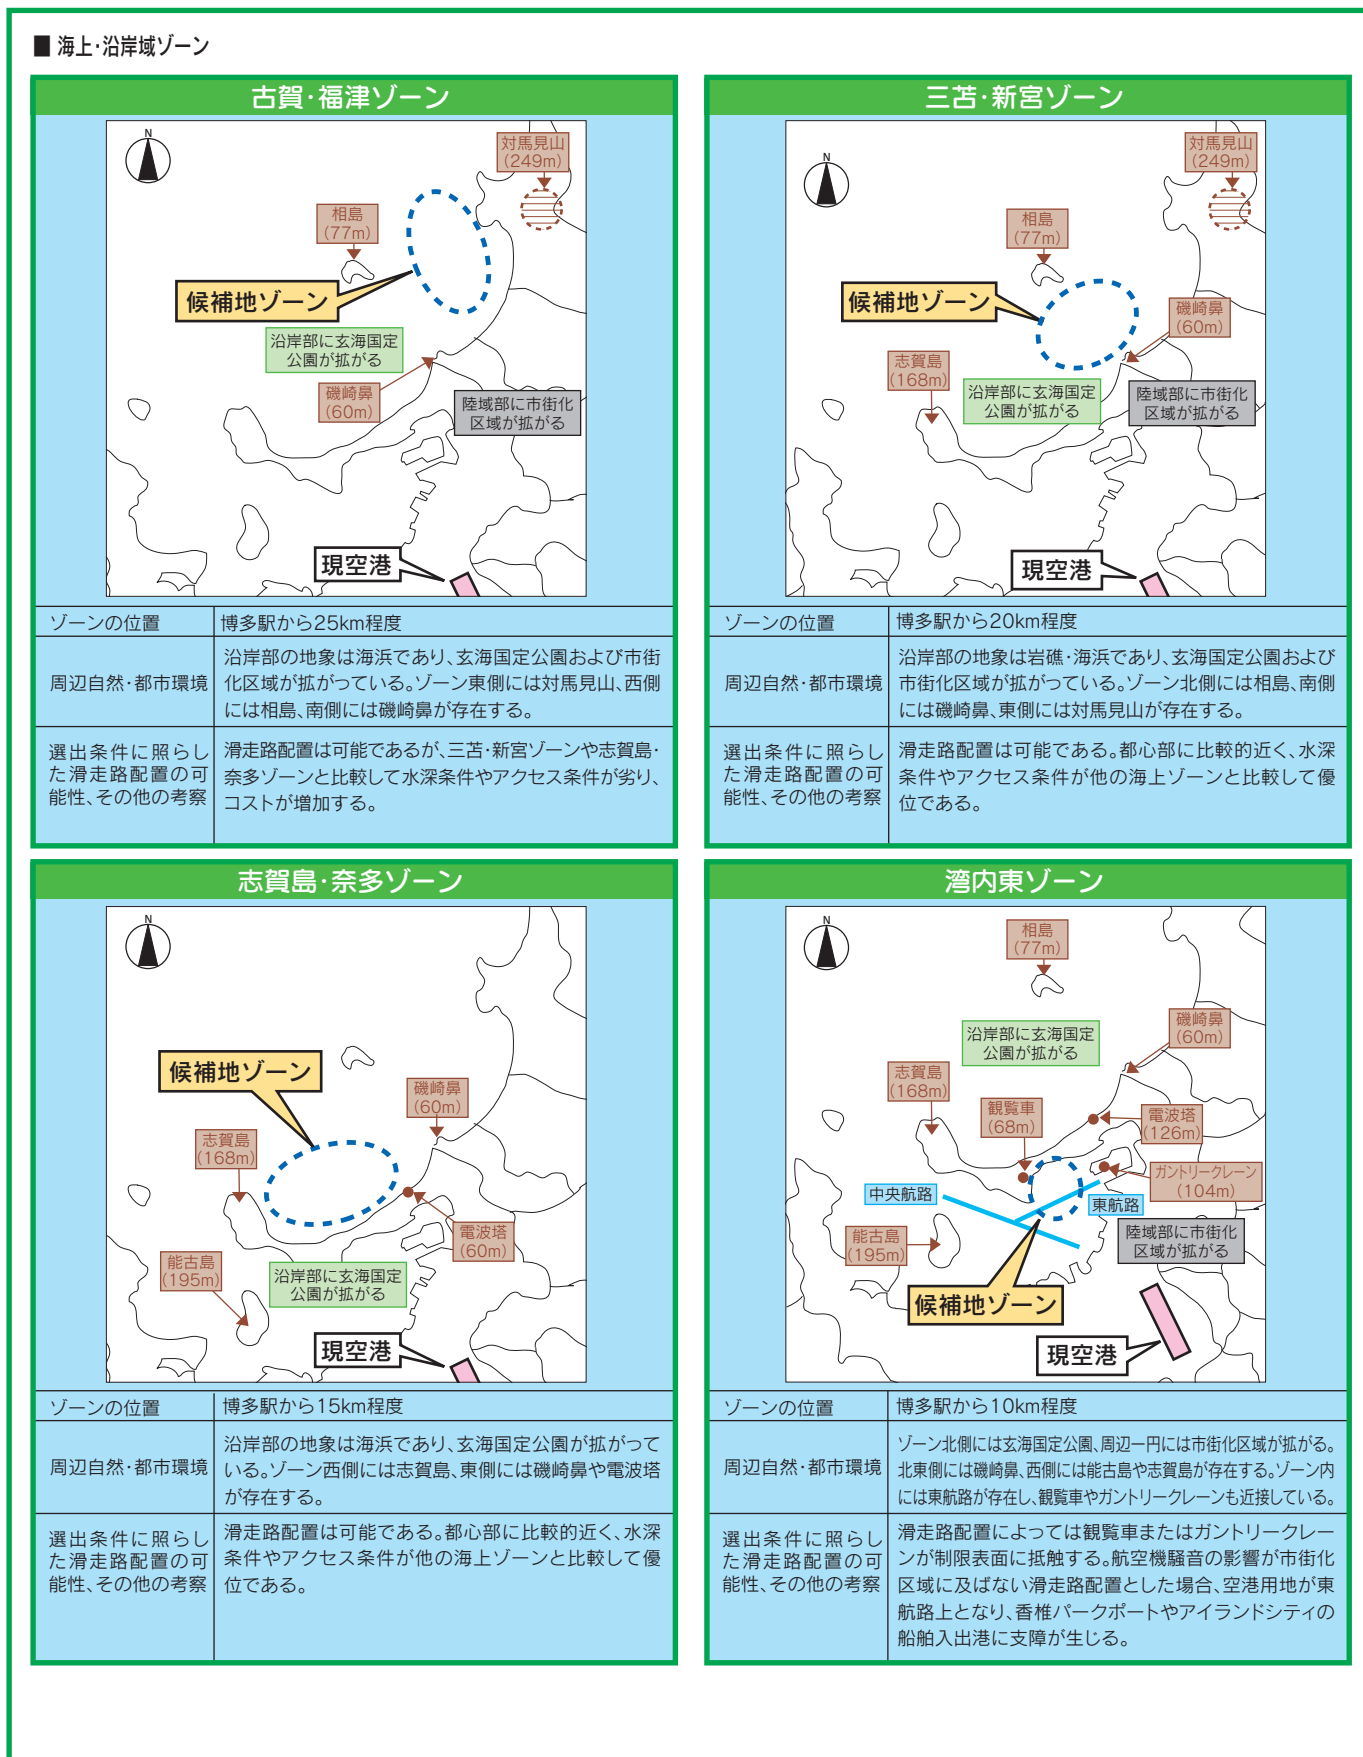 ■ 海上･沿岸域ゾーン
古賀･福津ゾーン
N
対馬見山
(249m)
相島
(77m)
候補地ゾーン
沿岸部に玄海国定
公園が拡がる
磯崎鼻
(60m)
陸域部に市街化
区域が拡がる
現空港
ゾーンの位置
博多駅から25km程度
周辺自然･都市環境
沿岸部の地象は海浜であり、玄海国定公園および市街
化区域が拡がっている。ゾーン東側には対馬見山、西側
には相島、南側には磯崎鼻が存在する。
選出条件に照らし
た滑走路配置の可
能性、その他の考察
滑走路配置は可能であるが、三苫･新宮ゾーンや志賀島･
奈多ゾーンと比較して水深条件やアクセス条件が劣り、
コストが増加する。
三苫･新宮ゾーン
N
対馬見山
(249m)
相島
(77m)
候補地ゾーン
磯崎鼻
(60m)
志賀島
(168m)
沿岸部に玄海国定
公園が拡がる
陸域部に市街化
区域が拡がる
現空港
ゾーンの位置
博多駅から20km程度
周辺自然･都市環境
沿岸部の地象は岩礁･海浜であり、玄海国定公園および
市街化区域が拡がっている。ゾーン北側には相島、南側
には磯崎鼻、東側には対馬見山が存在する。
選出条件に照らし
た滑走路配置の可
能性、その他の考察
滑走路配置は可能である。都心部に比較的近く、水深
条件やアクセス条件が他の海上ゾーンと比較して優
位である。
志賀島･奈多ゾーン
N
候補地ゾーン
磯崎鼻
(60m)
志賀島
(168m)
電波塔
(60m)
能古島
(195m)
沿岸部に玄海国定
公園が拡がる
現空港
ゾーンの位置
博多駅から15km程度
周辺自然･都市環境
沿岸部の地象は海浜であり、玄海国定公園が拡がって
いる。ゾーン西側には志賀島、東側には磯崎鼻や電波塔
が存在する。
選出条件に照らし
た滑走路配置の可
能性、その他の考察
滑走路配置は可能である。都心部に比較的近く、水深
条件やアクセス条件が他の海上ゾーンと比較して優
位である。
湾内東ゾーン
N
相島
(77m)
磯崎鼻
(60m)
沿岸部に玄海国定
公園が拡がる
志賀島
(168m)
観覧車
(68m)
電波塔
(126m)
ガントリークレーン
(104m)
中央航路
東航路
能古島
(195m)
陸域部に市街化
区域が拡がる
候補地ゾーン
現空港
ゾーンの位置
博多駅から10km程度
周辺自然･都市環境
ゾーン北側には玄海国定公園、周辺一円には市街化区域が拡がる。
北東側には磯崎鼻、西側には能古島や志賀島が存在する。ゾーン内
には東航路が存在し、観覧車やガントリークレーンも近接している。
選出条件に照らし
た滑走路配置の可
能性、その他の考察
滑走路配置によっては観覧車またはガントリークレー
ンが制限表面に抵触する。航空機騒音の影響が市街化
区域に及ばない滑走路配置とした場合、空港用地が東
航路上となり、香椎パークポートやアイランドシティの
船舶入出港に支障が生じる。